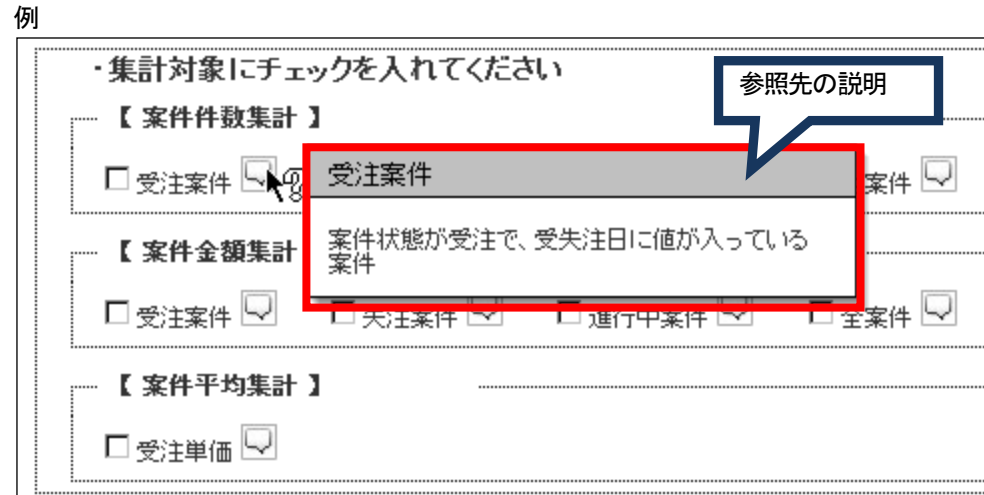 例
・集計対象にチェックを入れてください
参照先の説明
【 案件件数集計 】
受注案件
受注案件
案件
案件状態が受注で、受失注日に値が入っている
案件
【 案件金額集計
受注案件 失注案件 進行中案件 全案件
【 案件平均集計 】
受注単価